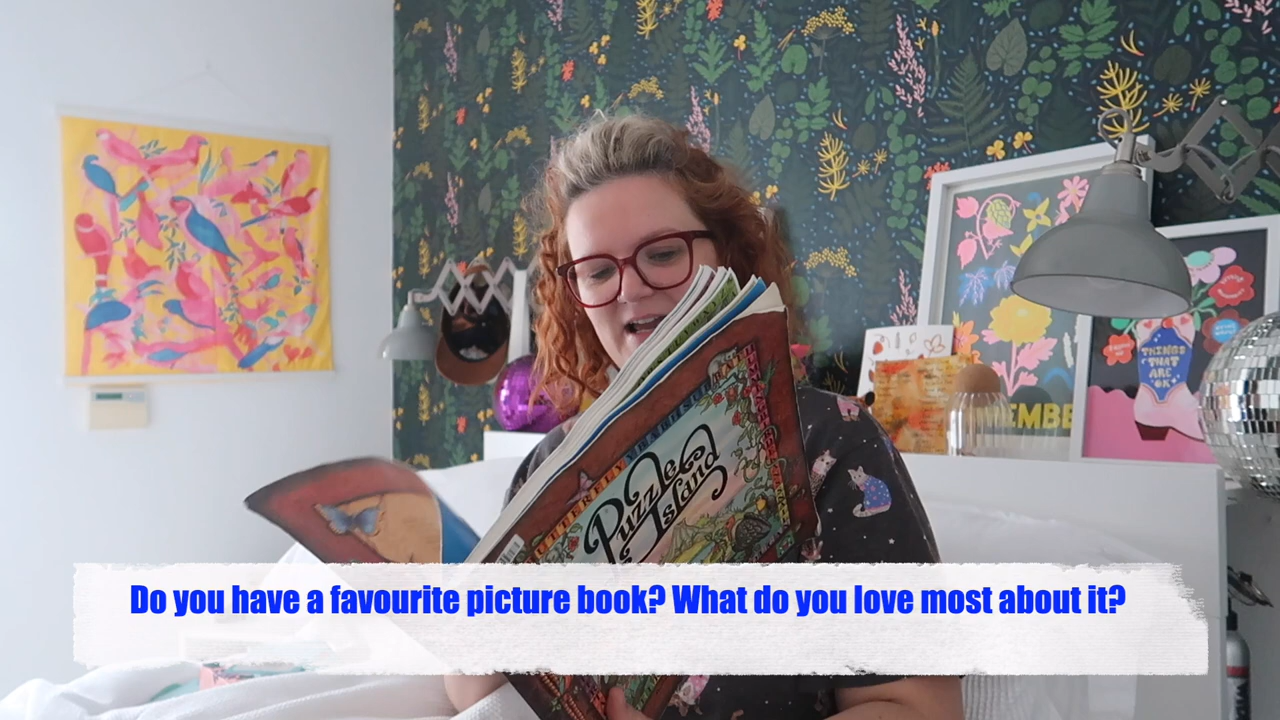 EMBE
THINGS
THAT
ARE
OK
BUTTERFLY
Puzzle
Island
Do you have a favourite picture book? What do you love most about it?